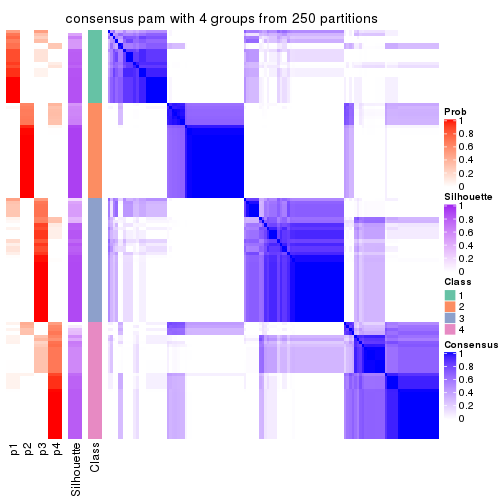 consensus pam with 4 groups from 250 partitions
Prob
1
0.8
0.6
0.4
0.2
0
Silhouette
1
0.8
0.6
0.4
0.2
0
Class
1
2
3
4
Consensus
1
0.8
0.6
0.4
0.2
0
p1
p2
p3
p4
Silhouette
Class